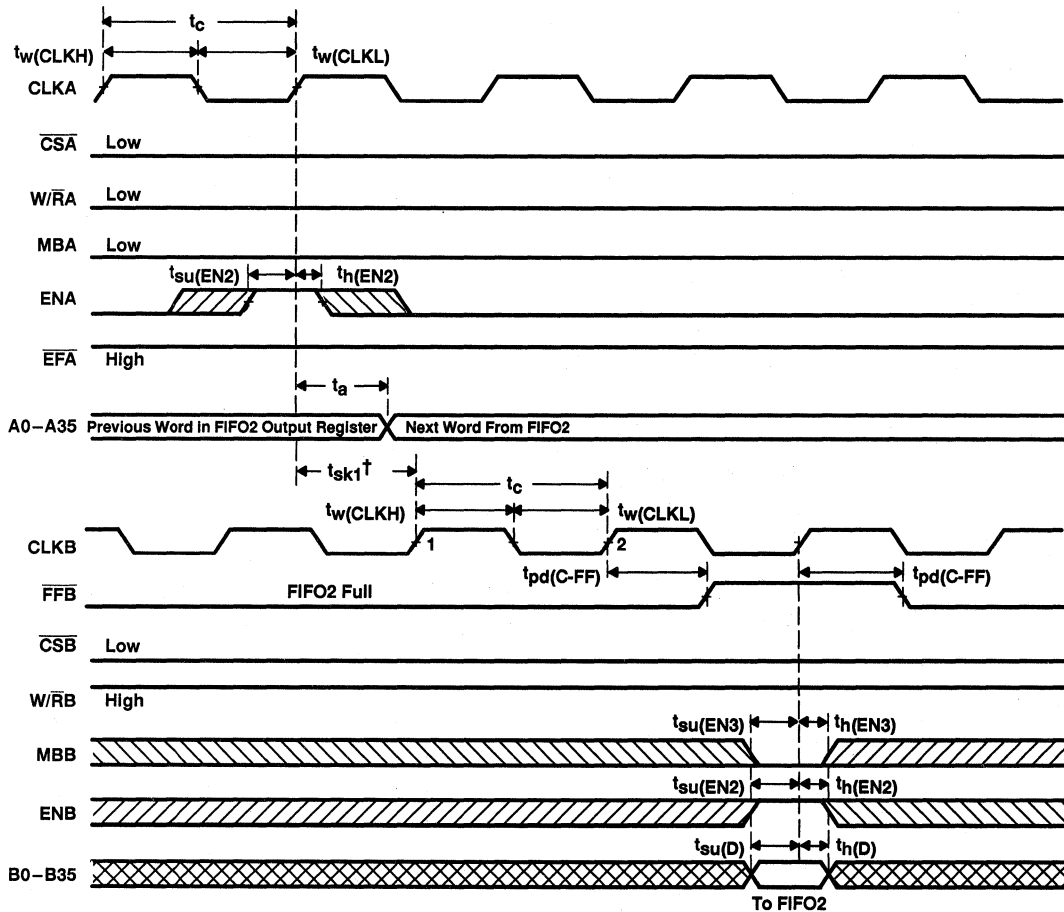 tc
tw(CLKH)
tw(CLKL)
CLKA
CSA Low
W/RA Low
MBA Low
tsu(EN2) th(EN2)
ENA
EFA High
ta
A0–A35 Previous Word in FIFO2 Output Register Next Word From FIFO2
tsk1†
tc
tw(CLKH) tw(CLKL)
CLKB 1 2
tpd(C-FF) tpd(C-FF)
FFB FIFO2 Full
CSB Low
W/RB High
tsu(EN3) th(EN3)
MBB
tsu(EN2) th(EN2)
ENB
tsu(D) th(D)
B0–B35
To FIFO2